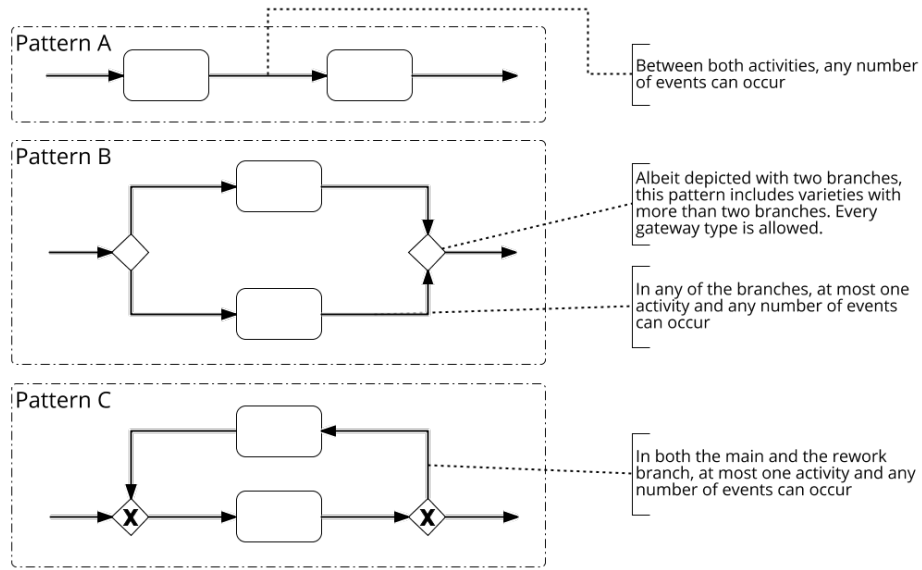 Pattern A
Between both activities, any number
of events can occur
Pattern B
Albeit depicted with two branches,
this pattern includes varieties with
more than two branches. Every
gateway type is allowed.
In any of the branches, at most one
activity and any number of events
can occur
Pattern C
In both the main and the rework
branch, at most one activity and any
number of events can occur
X
X